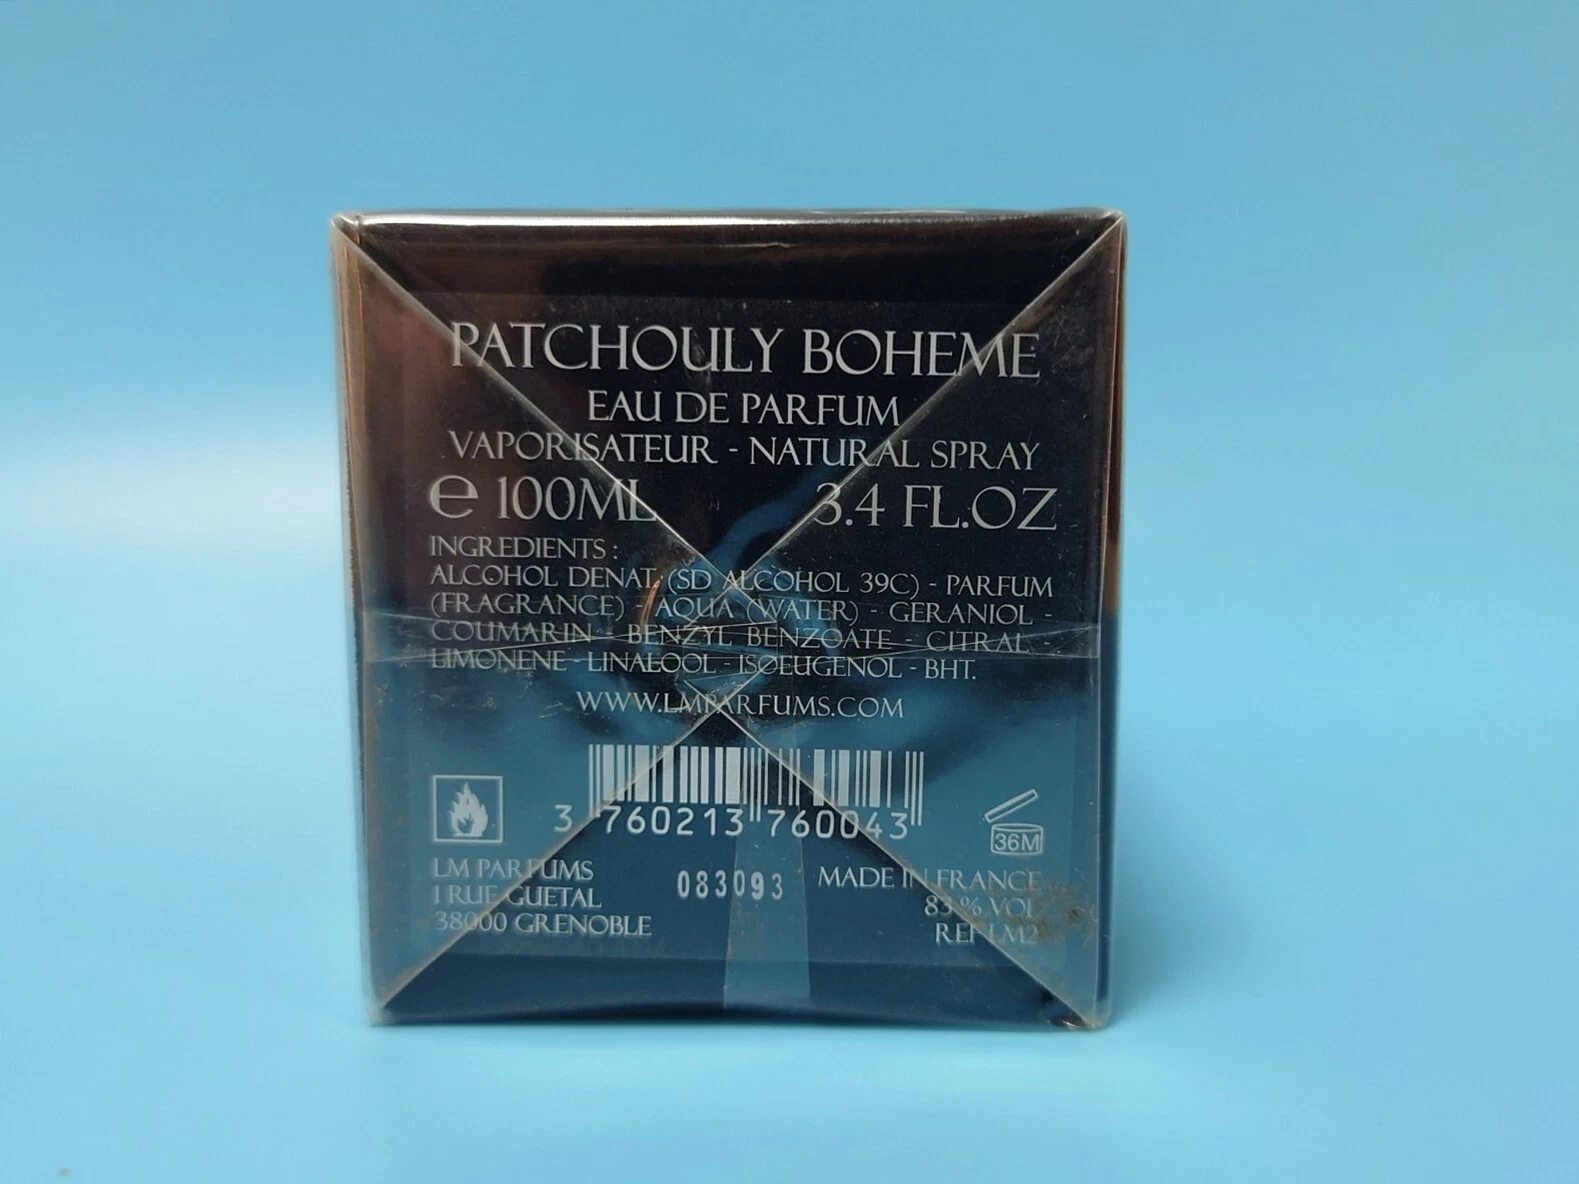 PATCHOULY BOHEME
EAU DE PARFUM
VAPORISATEUR - NATURAL SPRAY
℮ 100ML 3.4 FL.OZ
INGREDIENTS :
ALCOHOL DENAT. (SD ALCOHOL 39C) - PARFUM
(FRAGRANCE) - AQUA (WATER) - GERANIOL -
COUMARIN - BENZYL BENZOATE - CITRAL -
LIMONENE - LINALOOL - ISOEUGENOL - BHT.
WWW.LMPARFUMS.COM
3 760213 760043
36M
LM PARFUMS
1 RUE GUETAL
38000 GRENOBLE
083093
MADE IN FRANCE
83 % VOL
REF LM2